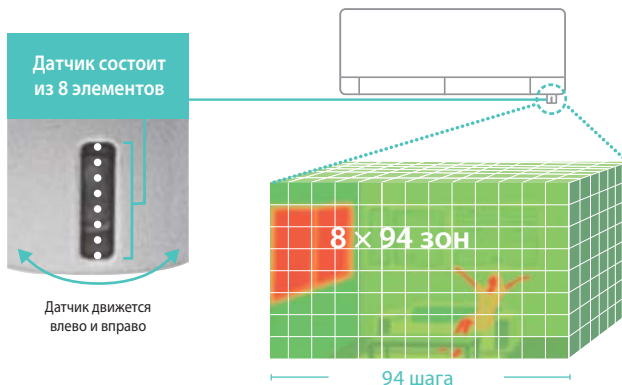 Датчик состоит
из 8 элементов
8 × 94 зон
Датчик движется
влево и вправо
94 шага